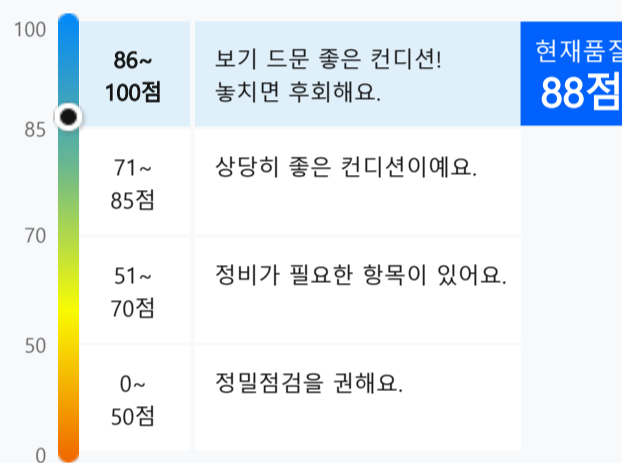 100
86~
100점
보기 드문 좋은 컨디션!
놓치면 후회해요.
현재품질
88점
85
71~
85점
상당히 좋은 컨디션이예요.
70
51~
70점
정비가 필요한 항목이 있어요.
50
0~
50점
정밀점검을 권해요.
0